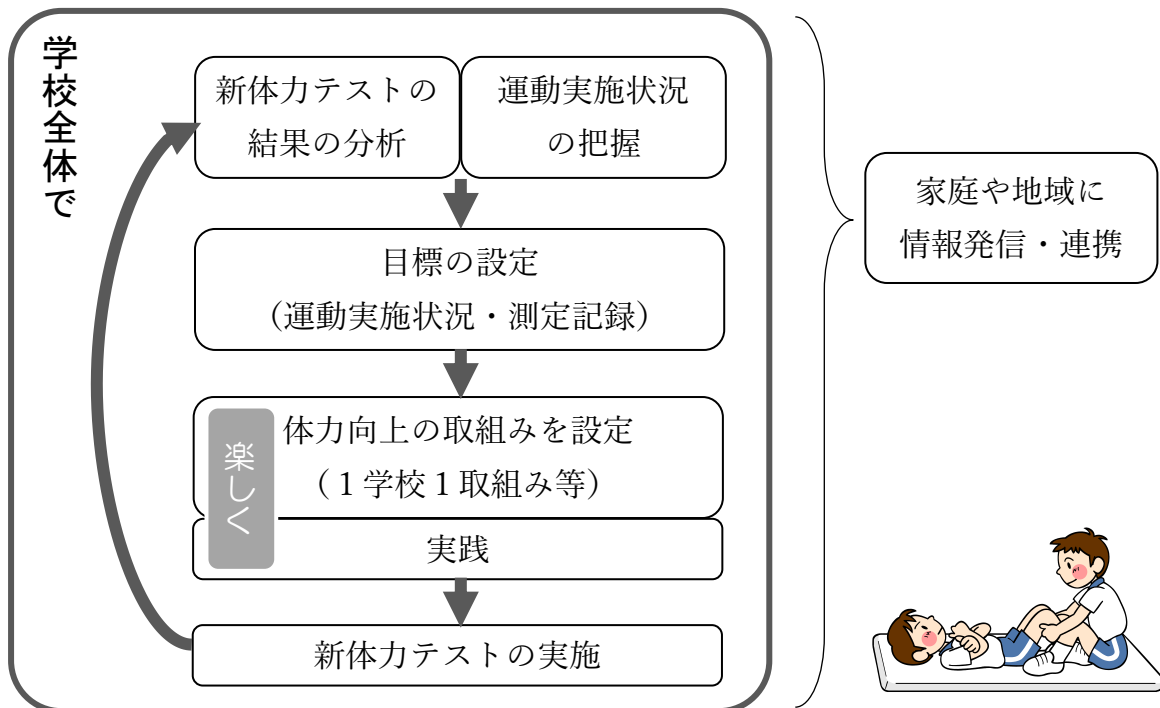 学校全体で
新体力テストの
結果の分析
運動実施状況
の把握
目標の設定
（運動実施状況・測定記録）
楽しく
体力向上の取組みを設定
（１学校１取組み等）
実践
新体力テストの実施
家庭や地域に
情報発信・連携